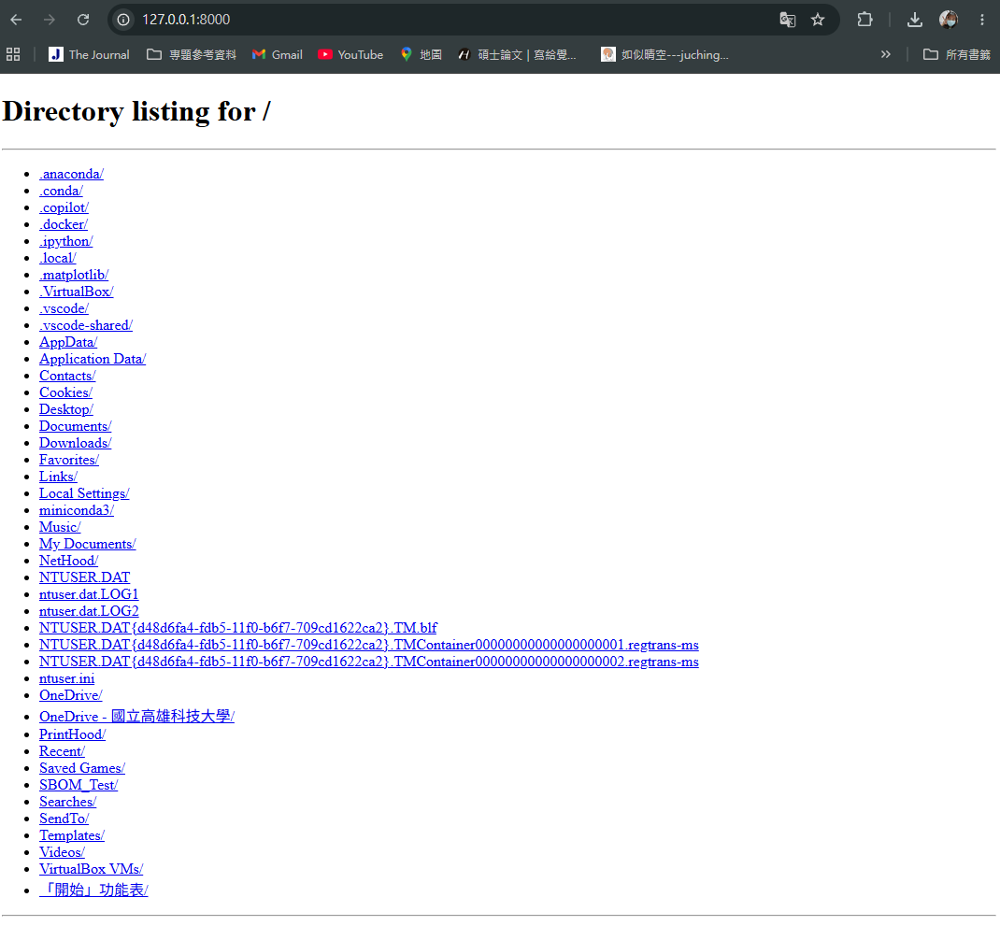 127.0.0.1:8000
The Journal
專題參考資料
Gmail
YouTube
地圖
碩士論文 | 寫給覺...
如似晴空---juching...
所有書籤
Directory listing for /
.anaconda/
.conda/
.copilot/
.docker/
.ipython/
.local/
.matplotlib/
.VirtualBox/
.vscode/
.vscode-shared/
AppData/
Application Data/
Contacts/
Cookies/
Desktop/
Documents/
Downloads/
Favorites/
Links/
Local Settings/
miniconda3/
Music/
My Documents/
NetHood/
NTUSER.DAT
ntuser.dat.LOG1
ntuser.dat.LOG2
NTUSER.DAT{d48d6fa4-fdb5-11f0-b6f7-709cd1622ca2}.TM.blf
NTUSER.DAT{d48d6fa4-fdb5-11f0-b6f7-709cd1622ca2}.TMContainer00000000000000000001.regtrans-ms
NTUSER.DAT{d48d6fa4-fdb5-11f0-b6f7-709cd1622ca2}.TMContainer00000000000000000002.regtrans-ms
ntuser.ini
OneDrive/
OneDrive - 國立高雄科技大學/
PrintHood/
Recent/
Saved Games/
SBOM_Test/
Searches/
SendTo/
Templates/
Videos/
VirtualBox VMs/
「開始」功能表/